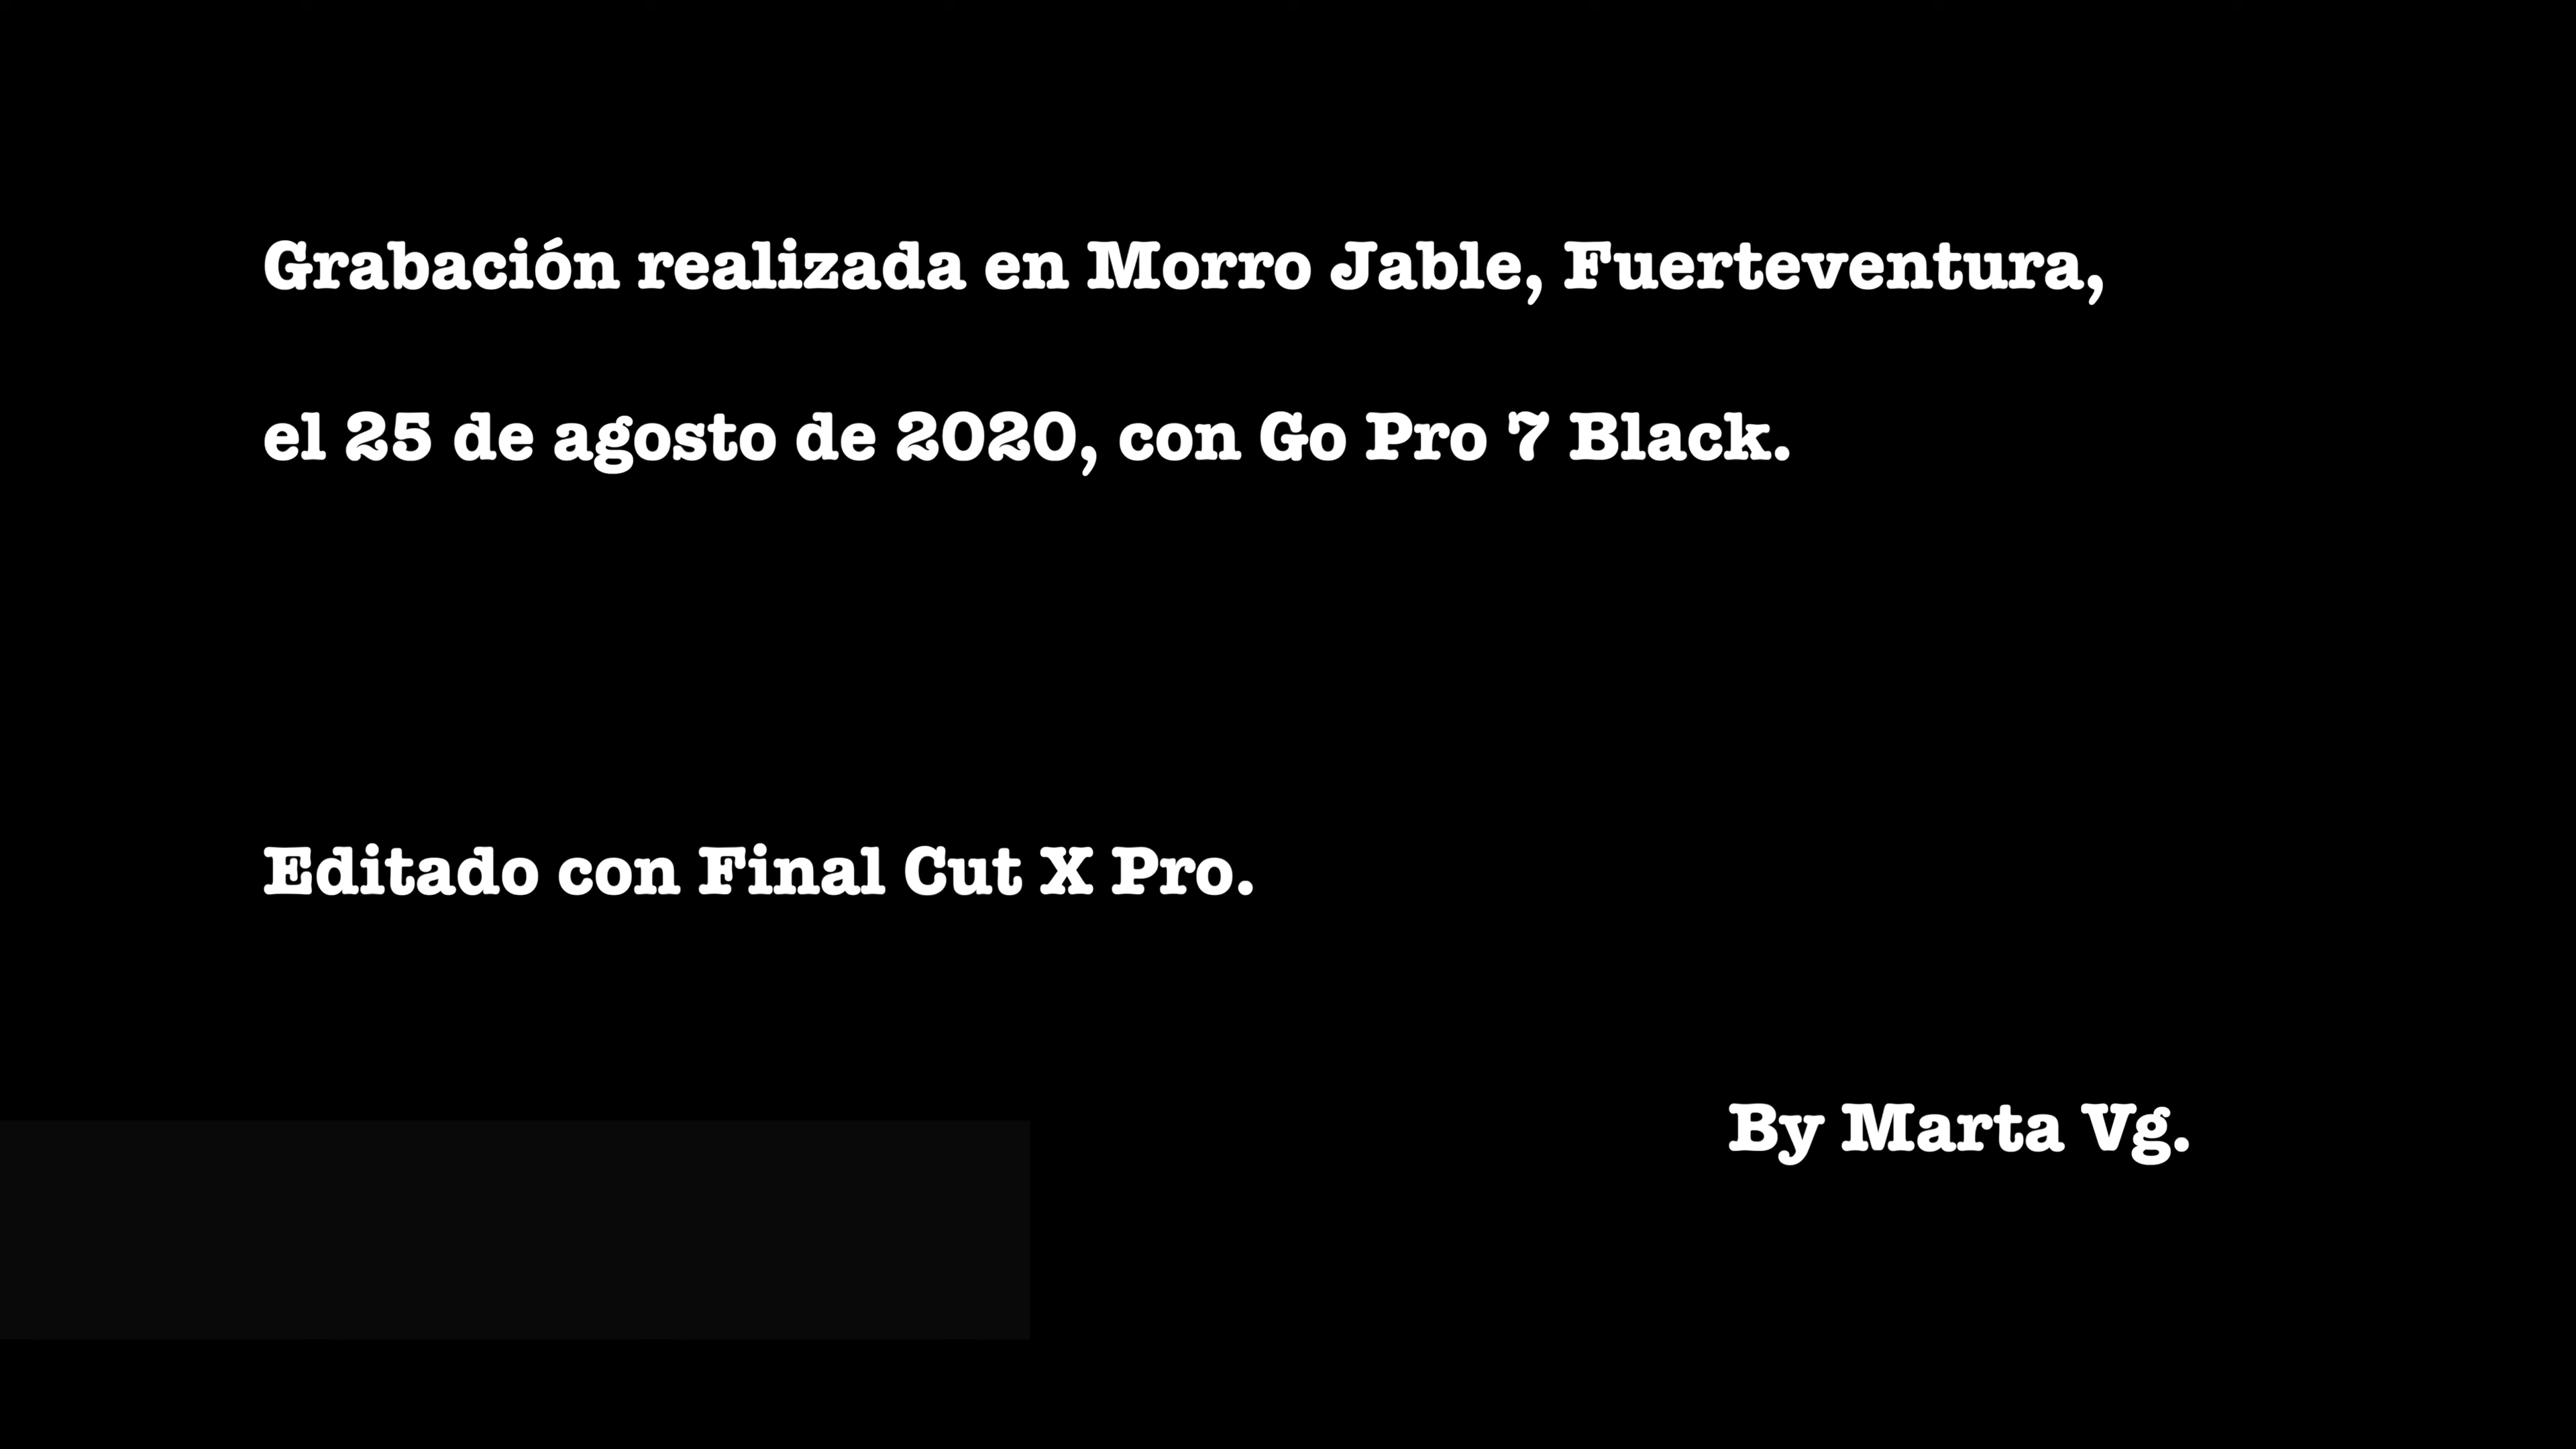 Grabación realizada en Morro Jable, Fuerteventura,
el 25 de agosto de 2020, con Go Pro 7 Black.
Editado con Final Cut X Pro.
By Marta Vg.